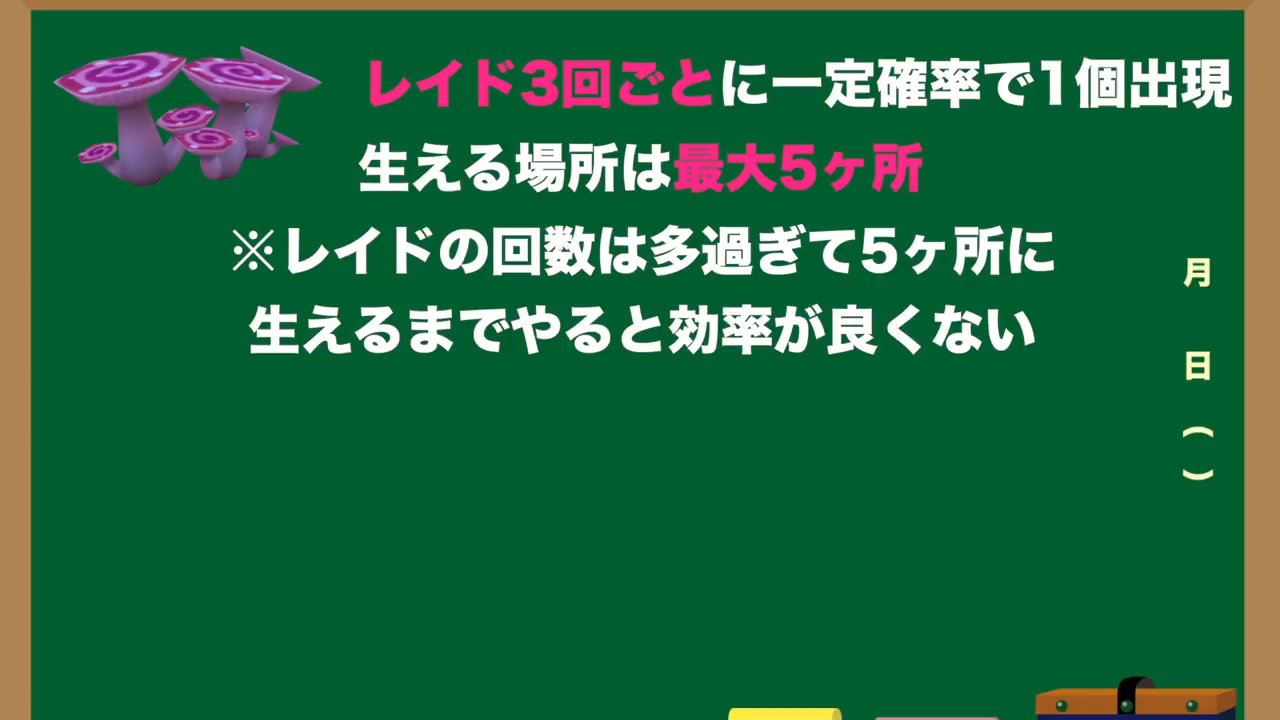 レイド3回ごとに一定確率で1個出現
生える場所は最大5ヶ所
※レイドの回数は多過ぎて5ヶ所に
生えるまでやると効率が良くない
月
日
（
）